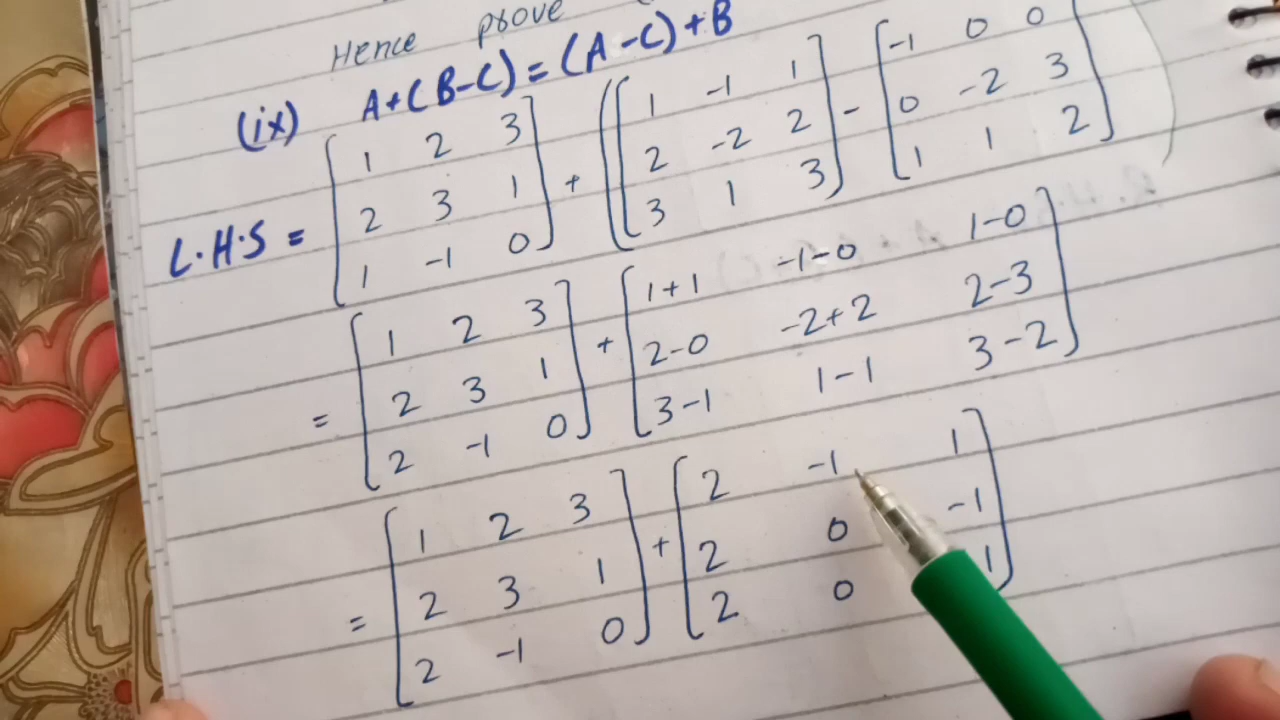 Hence prove
(ix) A+(B-C)=(A-C)+B
L.H.S = [1 2 3 + ([1 -1 1 - [-1 0 0
2 3 1] 2 -2 2] 0 -2 3
1 -1 0 3 1 3 1 1 2]
= [1 2 3 + [1+1 -1-0 1-0
2 3 1 2-0 -2+2 2-3
2 -1 0] 3-1 1-1 3-2]
= [1 2 3 + [2 -1 1
2 3 1 2 0 -1
2 -1 0] 2 0 1]